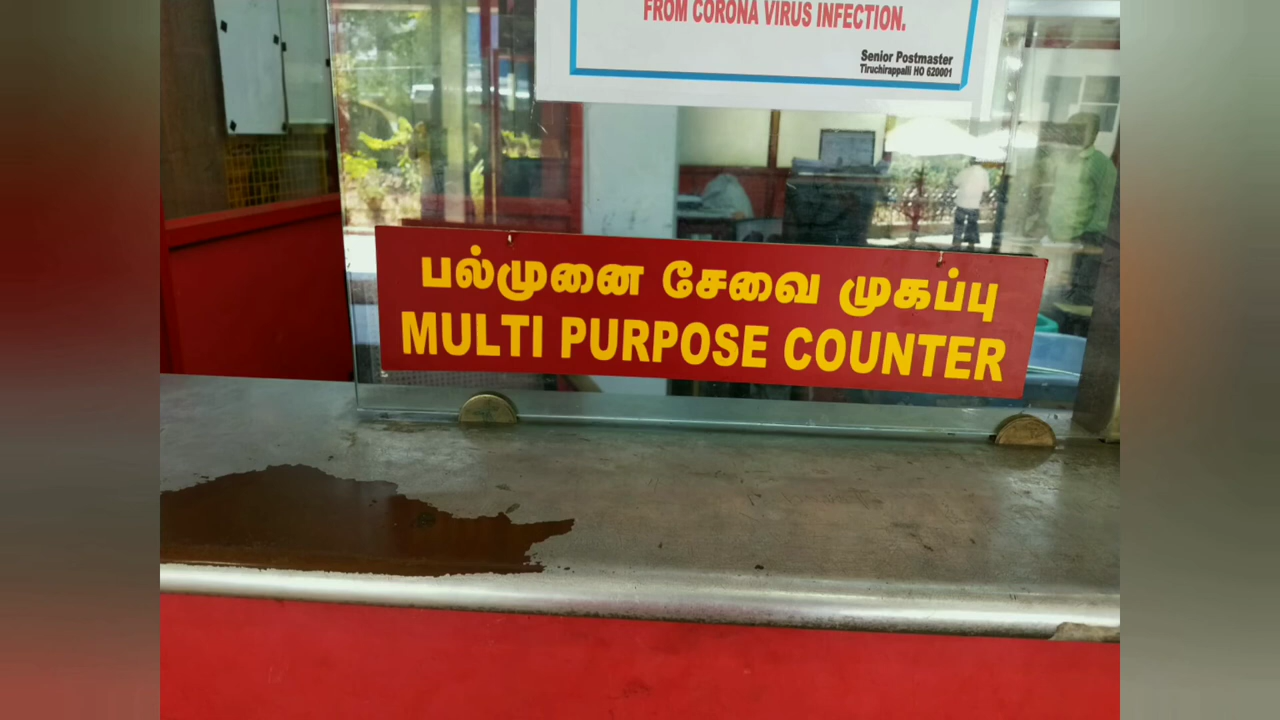 FROM CORONA VIRUS INFECTION.
Senior Postmaster
Tiruchirappalli HO 620001
பல்முனை சேவை முகப்பு
MULTI PURPOSE COUNTER